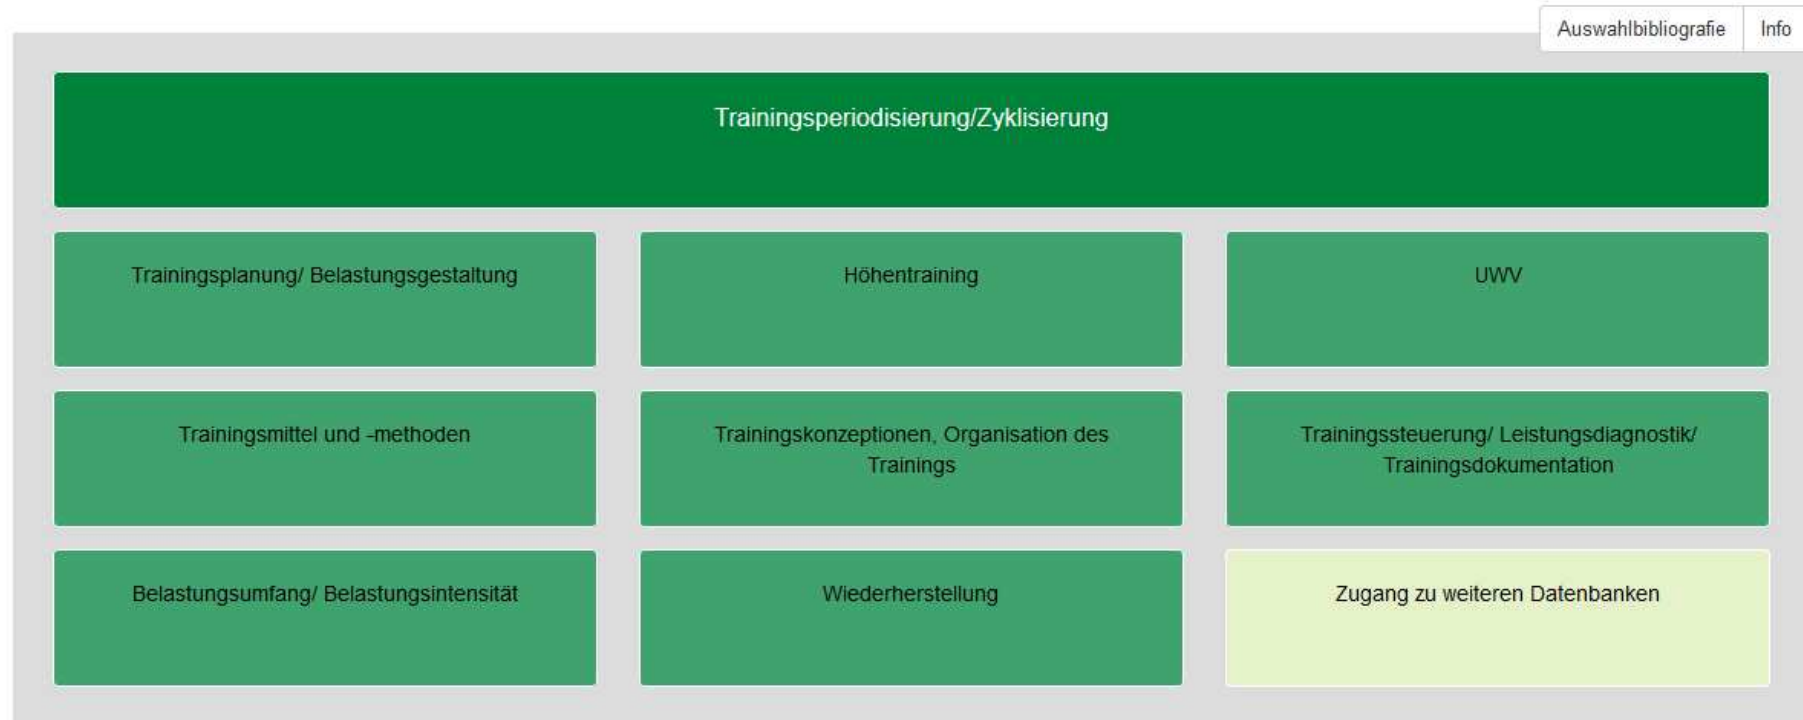 Auswahlbibliografie Info
Trainingsperiodisierung/Zyklisierung
Trainingsplanung/ Belastungsgestaltung
Höhentraining
UWV
Trainingsmittel und -methoden
Trainingskonzeptionen, Organisation des
Trainings
Trainingssteuerung/ Leistungsdiagnostik/
Trainingsdokumentation
Belastungsumfang/ Belastungsintensität
Wiederherstellung
Zugang zu weiteren Datenbanken